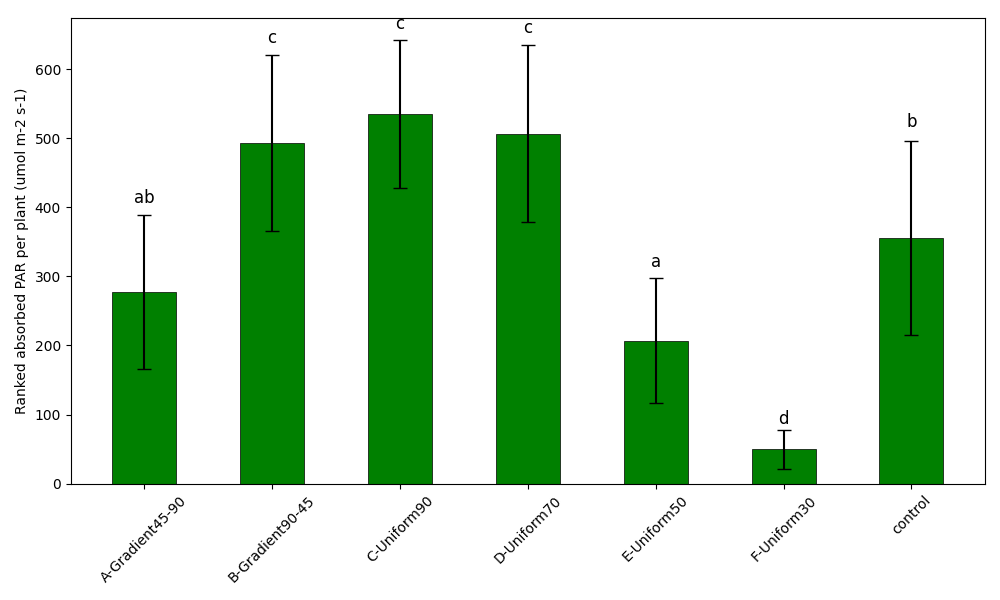 Ranked absorbed PAR per plant (umol m-2 s-1)
600
500
400
300
200
100
0
ab
c
c
c
a
d
b
A-Gradient45-90
B-Gradient90-45
C-Uniform90
D-Uniform70
E-Uniform50
F-Uniform30
control